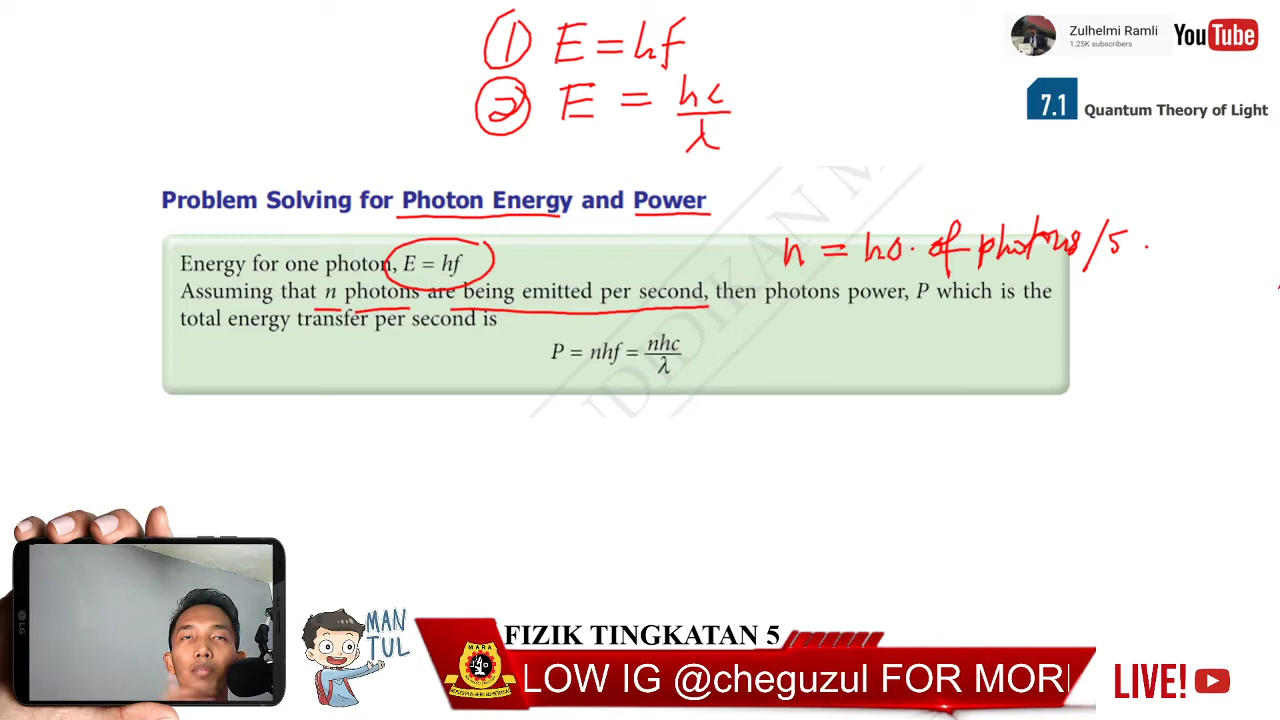 ① E = hf
② E = hc/λ
Zulhelmi Ramli
1.25K subscribers
YouTube
7.1 Quantum Theory of Light
Problem Solving for Photon Energy and Power
n = no. of photons/s.
Energy for one photon, E = hf
Assuming that n photons are being emitted per second, then photons power, P which is the
total energy transfer per second is
P = nhf = nhc/λ
LG
MAN
TUL
FIZIK TINGKATAN 5
MARA
LOW IG @cheguzul FOR MORE
LIVE!